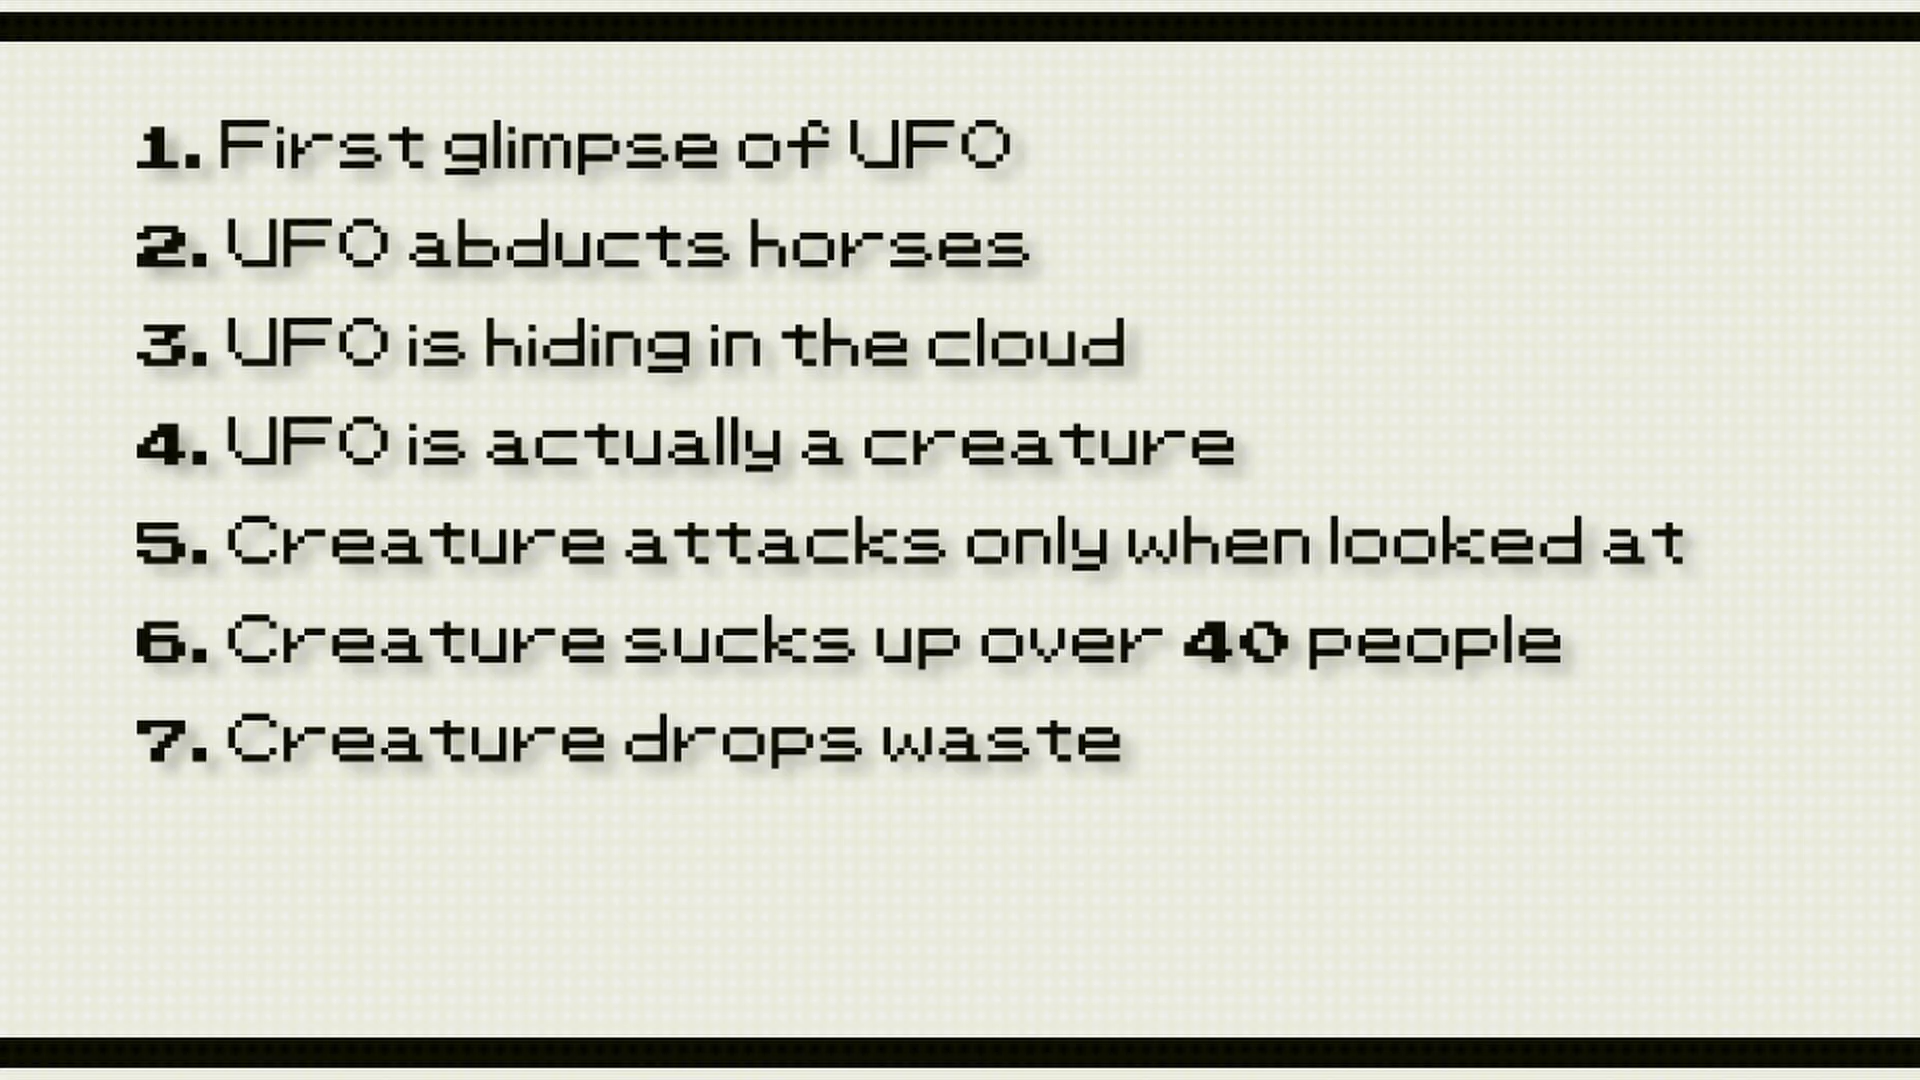 1. First glimpse of UFO
2. UFO abducts horses
3. UFO is hiding in the cloud
4. UFO is actually a creature
5. Creature attacks only when looked at
6. Creature sucks up over 40 people
7. Creature drops waste